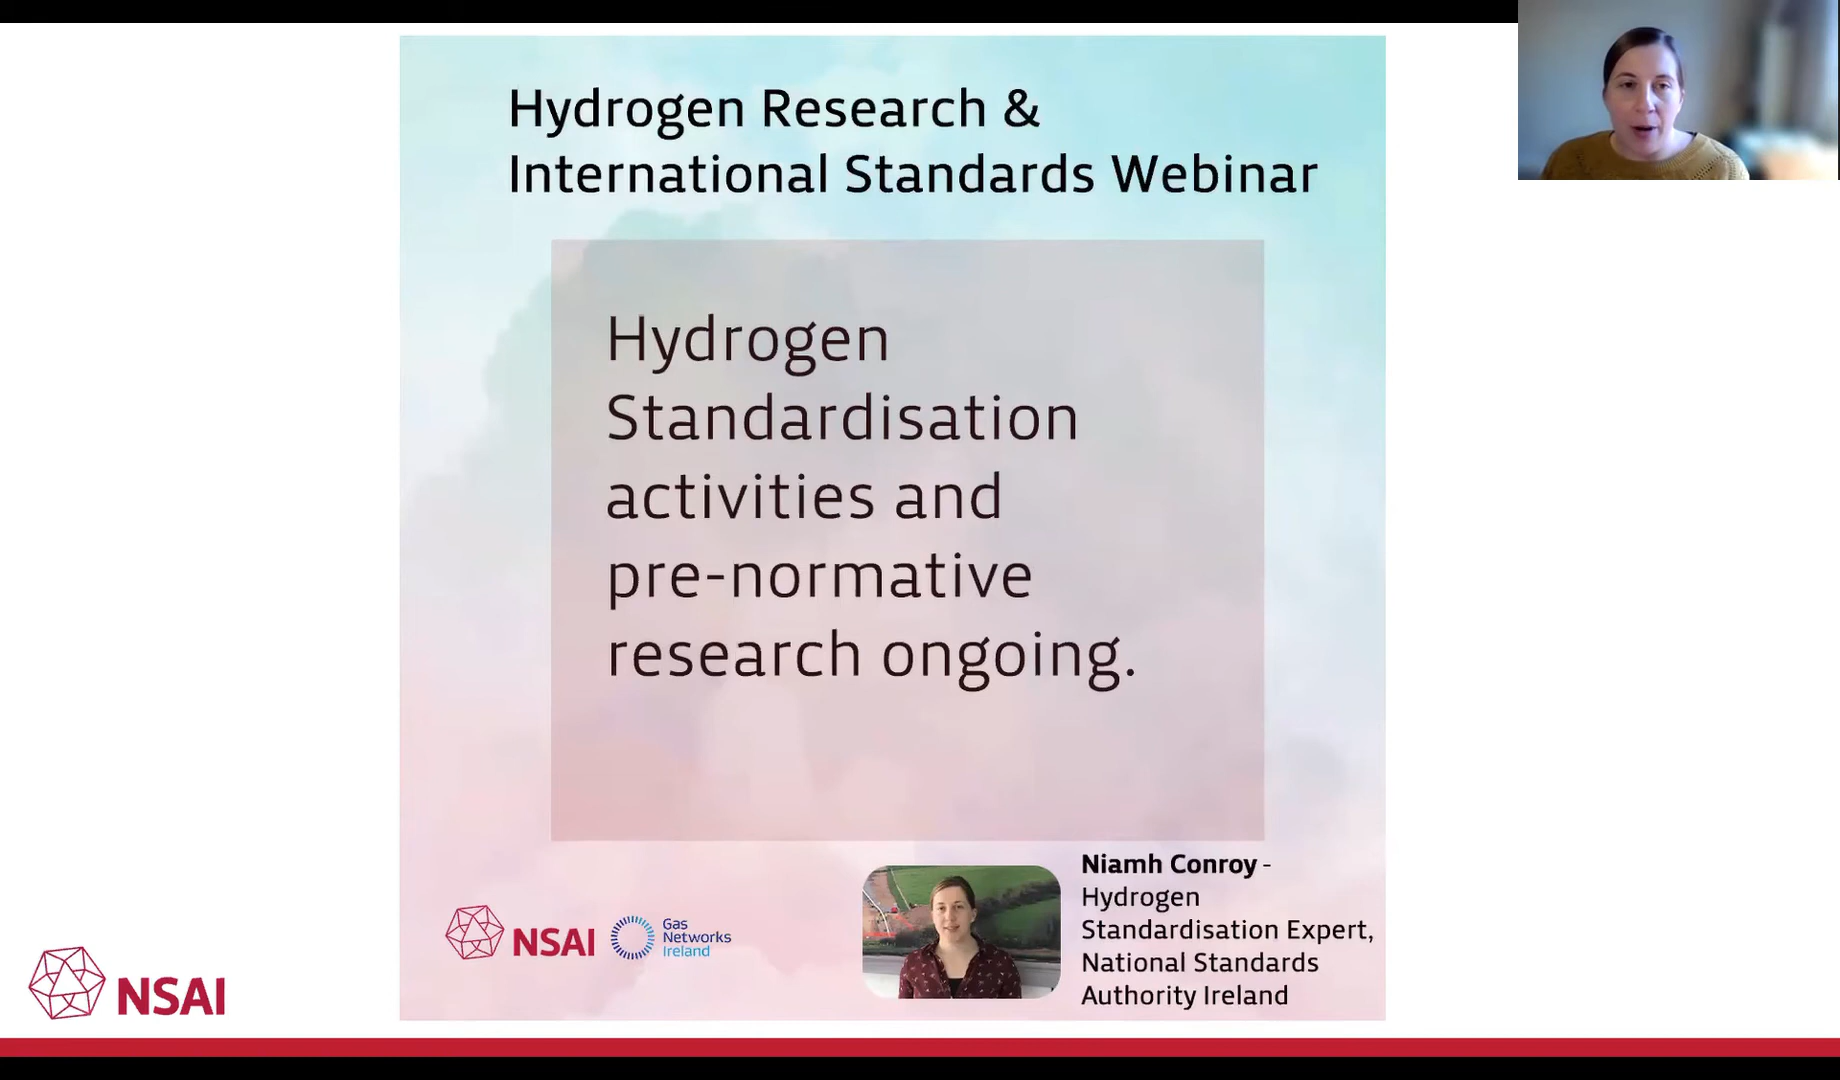 Hydrogen Research &
International Standards Webinar
Hydrogen
Standardisation
activities and
pre-normative
research ongoing.
Niamh Conroy -
Hydrogen
Standardisation Expert,
National Standards
Authority Ireland
NSAI
Gas
Networks
Ireland
NSAI